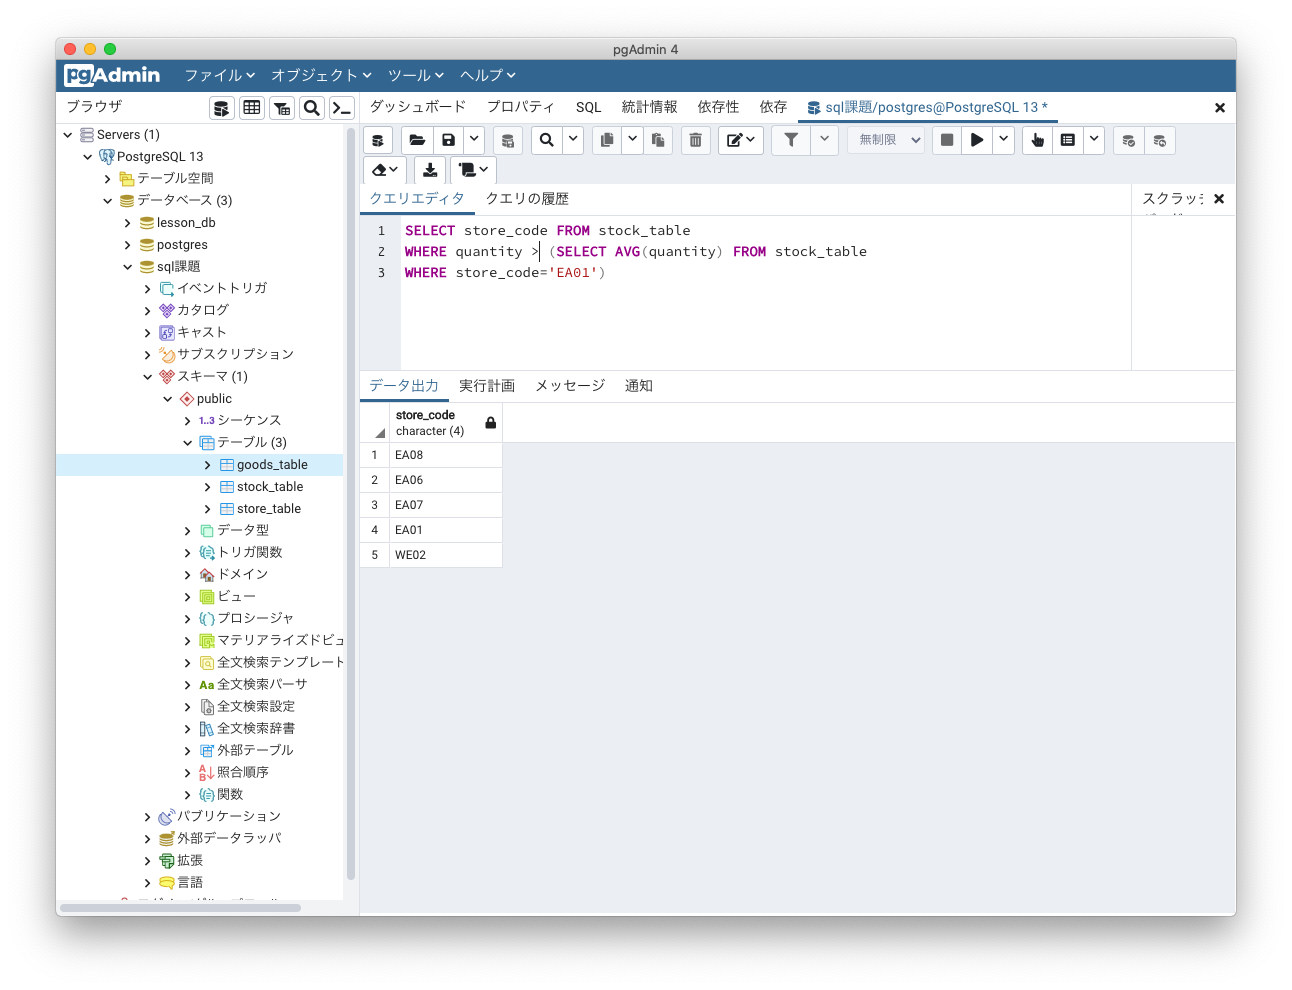 pgAdmin 4
pgAdmin ファイル オブジェクト ツール ヘルプ
ブラウザ
Servers (1)
PostgreSQL 13
テーブル空間
データベース (3)
lesson_db
postgres
sql課題
イベントトリガ
カタログ
キャスト
サブスクリプション
スキーマ (1)
public
1..3 シーケンス
テーブル (3)
goods_table
stock_table
store_table
データ型
トリガ関数
ドメイン
ビュー
プロシージャ
マテリアライズドビュ
全文検索テンプレート
Aa 全文検索パーサ
全文検索設定
全文検索辞書
外部テーブル
照合順序
関数
パブリケーション
外部データラッパ
拡張
言語
ダッシュボード プロパティ SQL 統計情報 依存性 依存 sql課題/postgres@PostgreSQL 13 *
無制限
クエリエディタ クエリの履歴
スクラッチ
1 SELECT store_code FROM stock_table
2 WHERE quantity > (SELECT AVG(quantity) FROM stock_table
3 WHERE store_code='EA01')
データ出力 実行計画 メッセージ 通知
store_code
character (4)
1 EA08
2 EA06
3 EA07
4 EA01
5 WE02